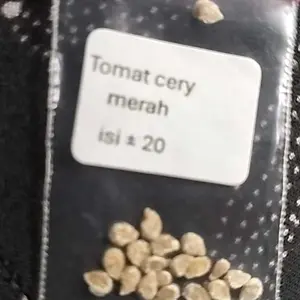 Tomat cery
merah
isi ± 20